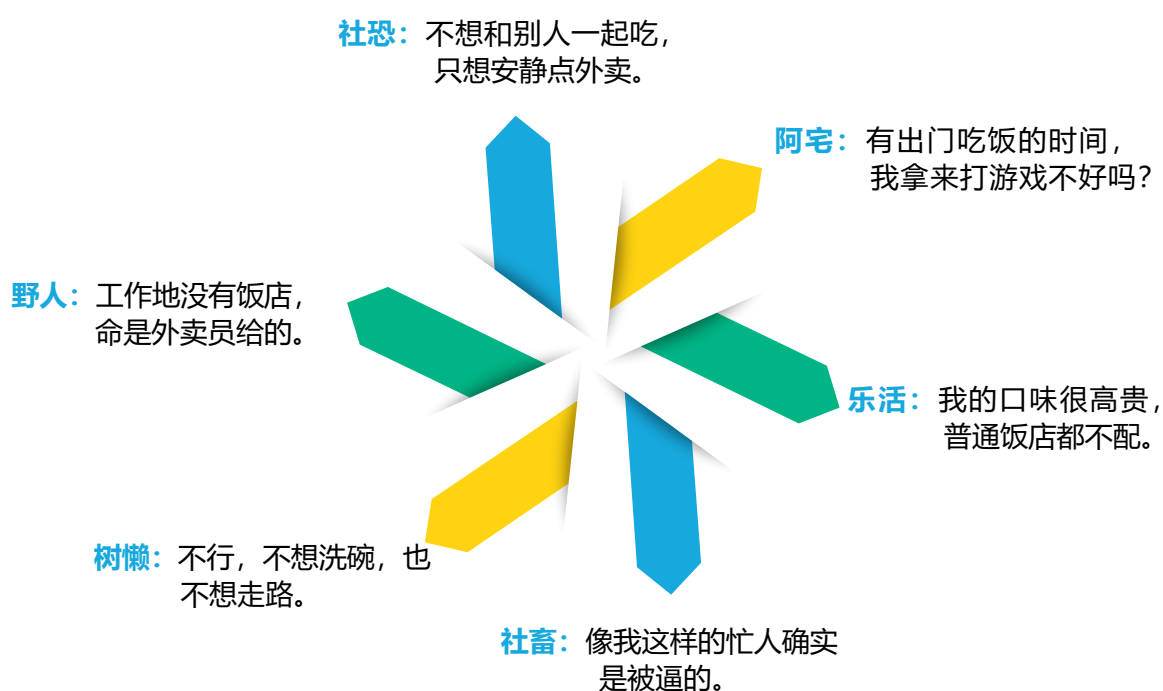 社恐：不想和别人一起吃，
只想安静点外卖。
阿宅：有出门吃饭的时间，
我拿来打游戏不好吗？
野人：工作地没有饭店，
命是外卖员给的。
乐活：我的口味很高贵，
普通饭店都不配。
树懒：不行，不想洗碗，也
不想走路。
社畜：像我这样的忙人确实
是被逼的。